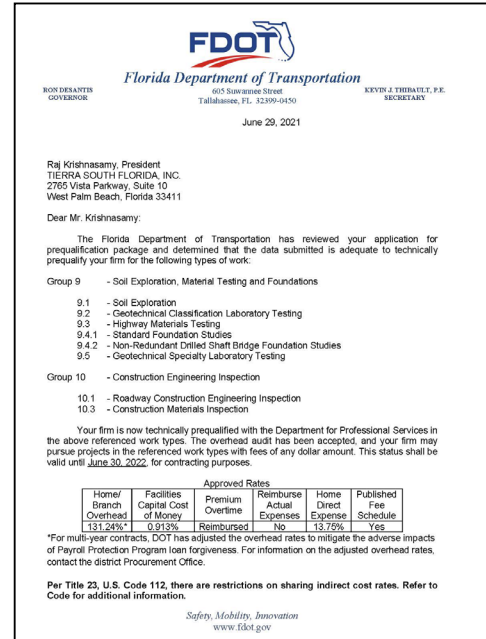 FDOT
Florida Department of Transportation
RON DESANTIS
GOVERNOR
605 Suwannee Street
Tallahassee, FL 32399-0450
KEVIN J. THIBAULT, P.E.
SECRETARY
June 29, 2021
Raj Krishnasamy, President
TIERRA SOUTH FLORIDA, INC.
2765 Vista Parkway, Suite 10
West Palm Beach, Florida 33411
Dear Mr. Krishnasamy:
The Florida Department of Transportation has reviewed your application for
prequalification package and determined that the data submitted is adequate to technically
prequalify your firm for the following types of work:
Group 9 - Soil Exploration, Material Testing and Foundations
9.1 - Soil Exploration
9.2 - Geotechnical Classification Laboratory Testing
9.3 - Highway Materials Testing
9.4.1 - Standard Foundation Studies
9.4.2 - Non-Redundant Drilled Shaft Bridge Foundation Studies
9.5 - Geotechnical Specialty Laboratory Testing
Group 10 - Construction Engineering Inspection
10.1 - Roadway Construction Engineering Inspection
10.3 - Construction Materials Inspection
Your firm is now technically prequalified with the Department for Professional Services in
the above referenced work types. The overhead audit has been accepted, and your firm may
pursue projects in the referenced work types with fees of any dollar amount. This status shall be
valid until June 30, 2022, for contracting purposes.
Approved Rates
Home/ Facilities Reimburse Home Published
Branch Capital Cost Premium Actual Direct Fee
Overhead of Money Overtime Expenses Expense Schedule
131.24%* 0.913% Reimbursed No 13.75% Yes
*For multi-year contracts, DOT has adjusted the overhead rates to mitigate the adverse impacts
of Payroll Protection Program loan forgiveness. For information on the adjusted overhead rates,
contact the district Procurement Office.
Per Title 23, U.S. Code 112, there are restrictions on sharing indirect cost rates. Refer to
Code for additional information.
Safety, Mobility, Innovation
www.fdot.gov